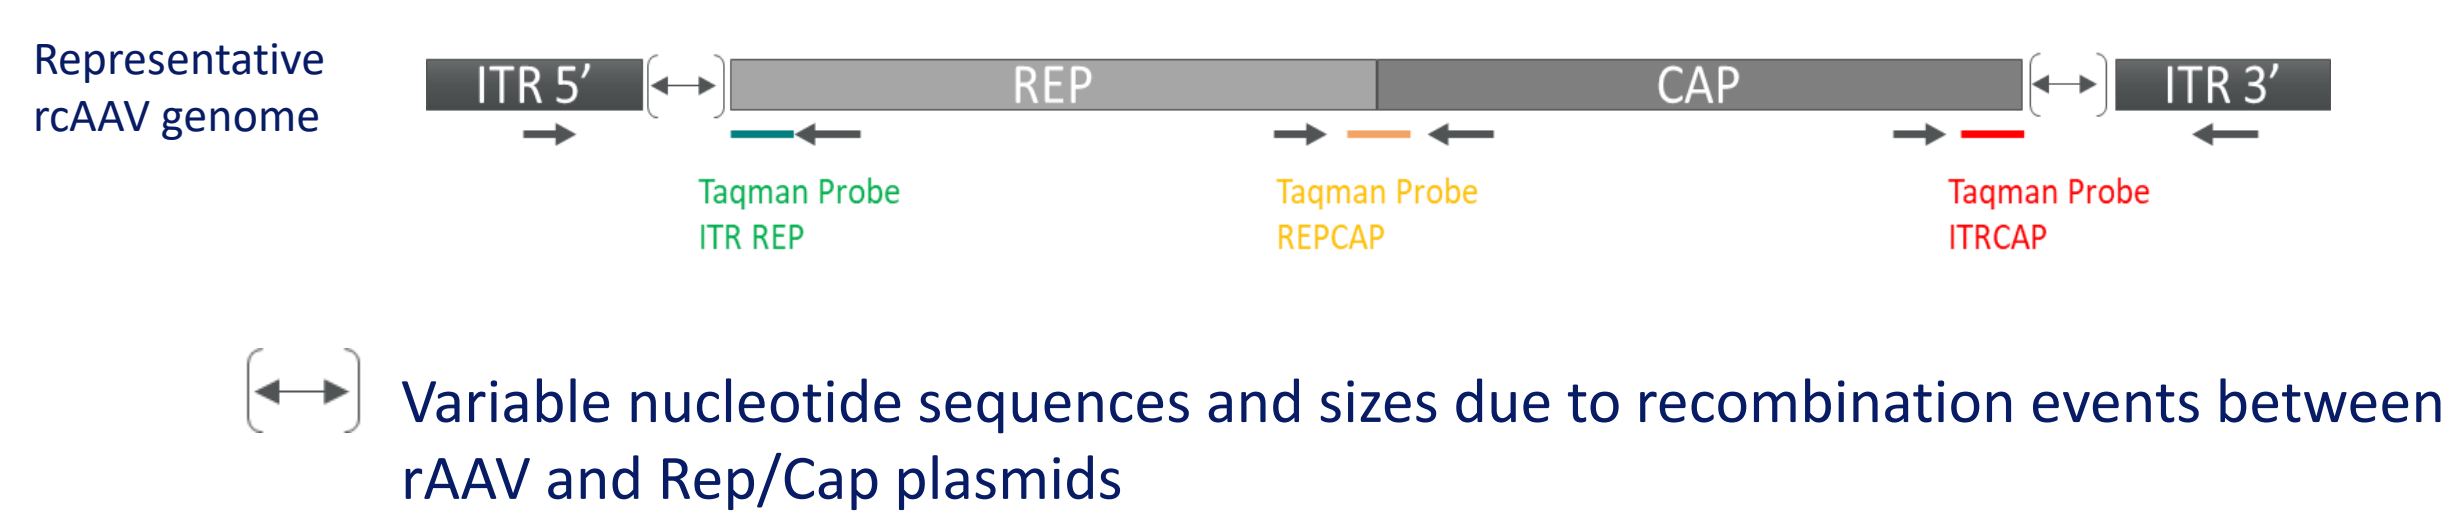 Representative
rcAAV genome
ITR 5’ REP CAP ITR 3’
Taqman Probe
ITR REP
Taqman Probe
REPCAP
Taqman Probe
ITRCAP
Variable nucleotide sequences and sizes due to recombination events between
rAAV and Rep/Cap plasmids